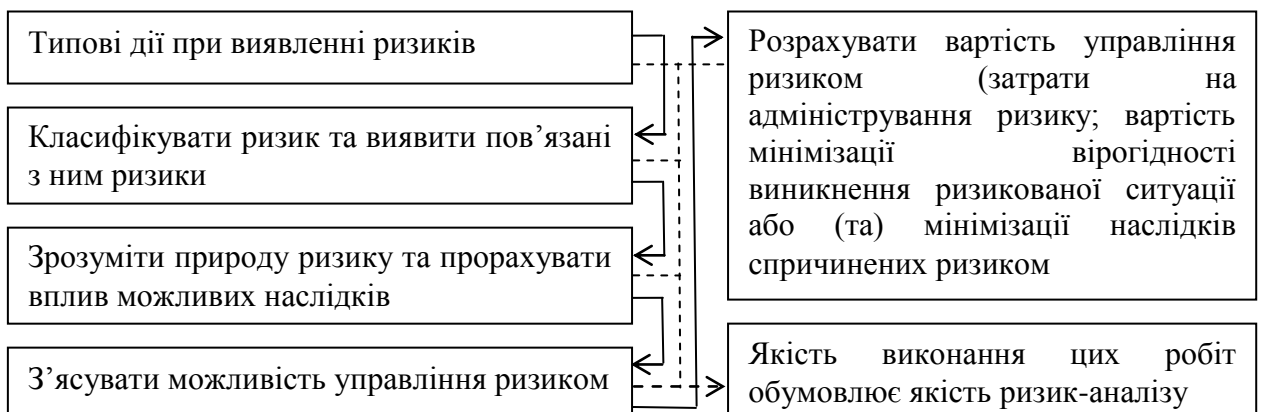 Типові дії при виявленні ризиків
Класифікувати ризик та виявити пов’язані
з ним ризики
Зрозуміти природу ризику та прорахувати
вплив можливих наслідків
З’ясувати можливість управління ризиком
Розрахувати вартість управління
ризиком (затрати на
адміністрування ризику; вартість
мінімізації вірогідності
виникнення ризикованої ситуації
або (та) мінімізації наслідків
спричинених ризиком
Якість виконання цих робіт
обумовлює якість ризик-аналізу